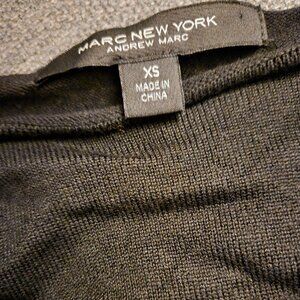 MARC NEW YORK
ANDREW MARC
XS
MADE IN
CHINA